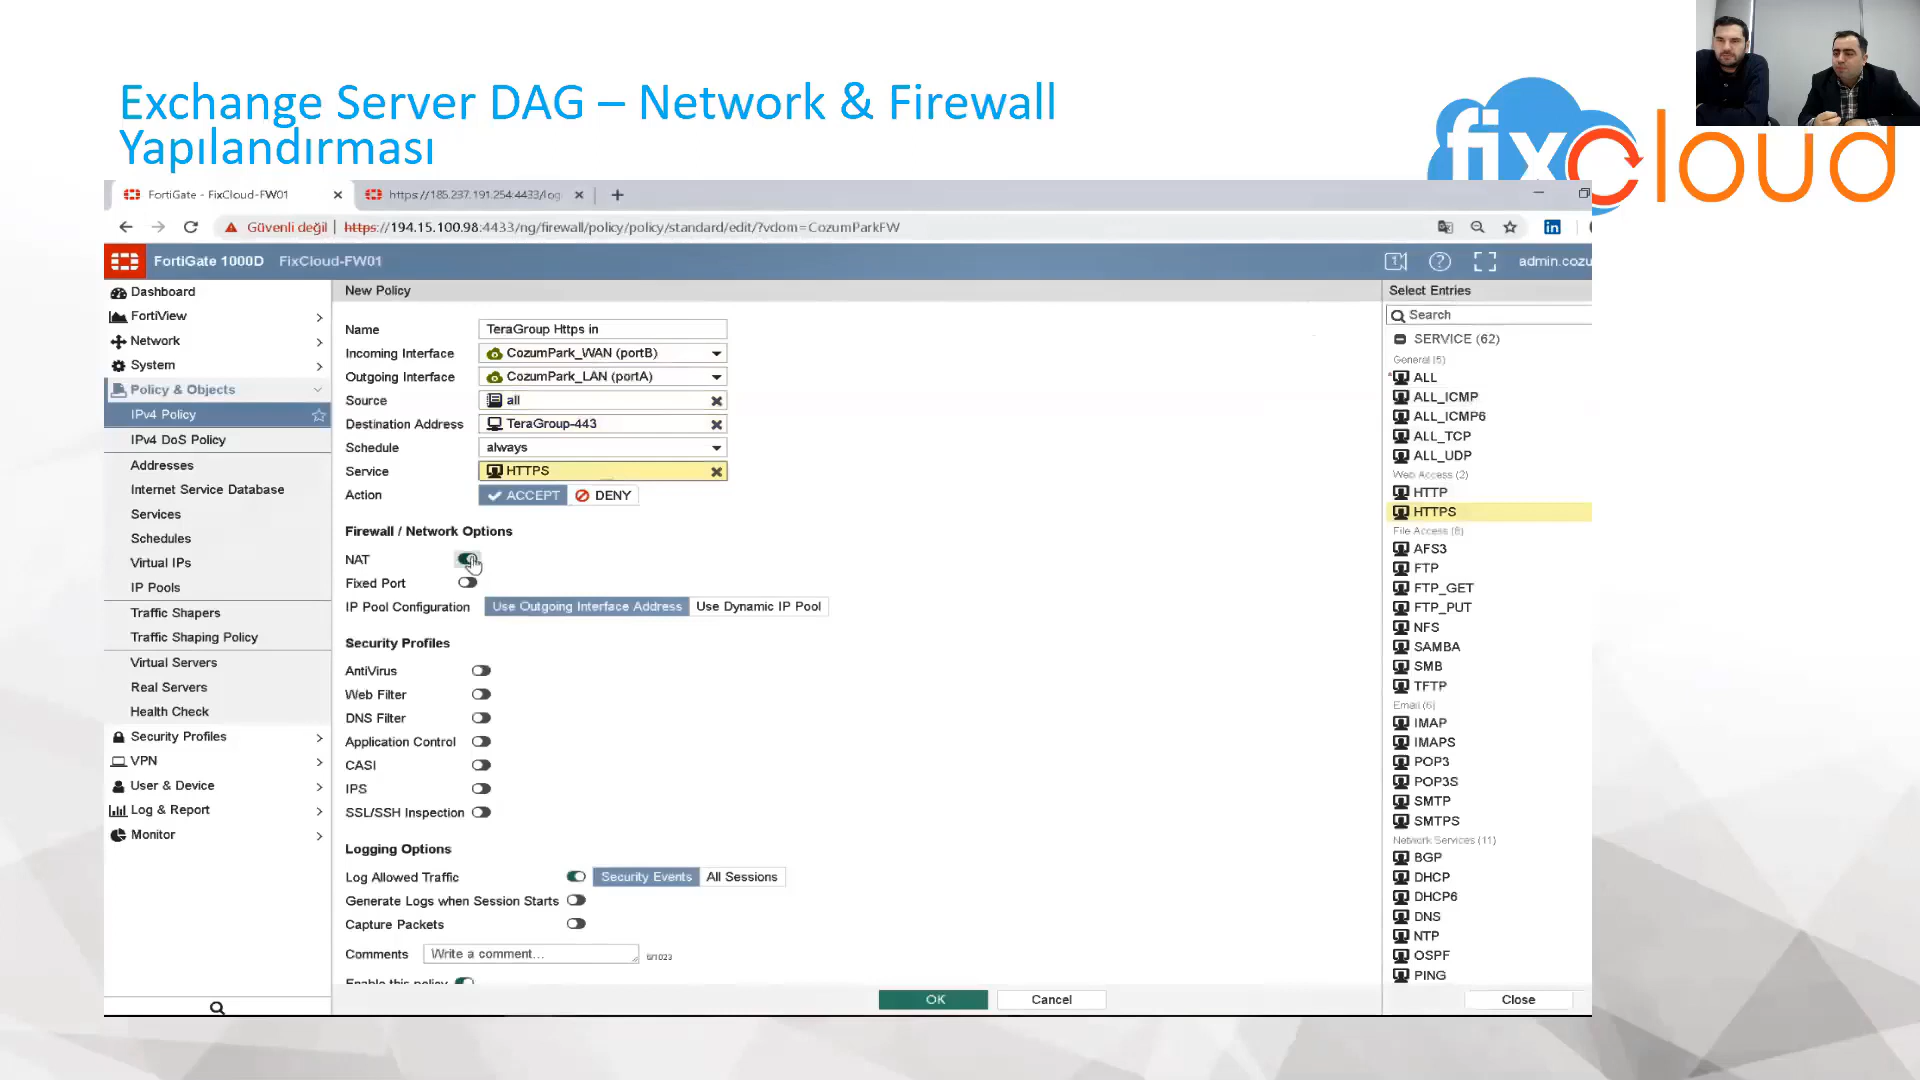 Exchange Server DAG – Network & Firewall
Yapılandırması
fixcloud
FortiGate - FixCloud-FW01
https://185.237.191.254:4433/log
Güvenli değil
https://194.15.100.98:4433/ng/firewall/policy/policy/standard/edit/?vdom=CozumParkFW
FortiGate 1000D FixCloud-FW01
admin.cozu
Dashboard
FortiView
Network
System
Policy & Objects
IPv4 Policy
IPv4 DoS Policy
Addresses
Internet Service Database
Services
Schedules
Virtual IPs
IP Pools
Traffic Shapers
Traffic Shaping Policy
Virtual Servers
Real Servers
Health Check
Security Profiles
VPN
User & Device
Log & Report
Monitor
New Policy
Name TeraGroup Https in
Incoming Interface CozumPark_WAN (portB)
Outgoing Interface CozumPark_LAN (portA)
Source all
Destination Address TeraGroup-443
Schedule always
Service HTTPS
Action ACCEPT DENY
Firewall / Network Options
NAT
Fixed Port
IP Pool Configuration Use Outgoing Interface Address Use Dynamic IP Pool
Security Profiles
AntiVirus
Web Filter
DNS Filter
Application Control
CASI
IPS
SSL/SSH Inspection
Logging Options
Log Allowed Traffic Security Events All Sessions
Generate Logs when Session Starts
Capture Packets
Comments Write a comment... 0/1023
Enable this policy
OK Cancel
Select Entries
Search
SERVICE (62)
General (5)
ALL
ALL_ICMP
ALL_ICMP6
ALL_TCP
ALL_UDP
Web Access (2)
HTTP
HTTPS
File Access (8)
AFS3
FTP
FTP_GET
FTP_PUT
NFS
SAMBA
SMB
TFTP
Email (6)
IMAP
IMAPS
POP3
POP3S
SMTP
SMTPS
Network Services (11)
BGP
DHCP
DHCP6
DNS
NTP
OSPF
PING
Close